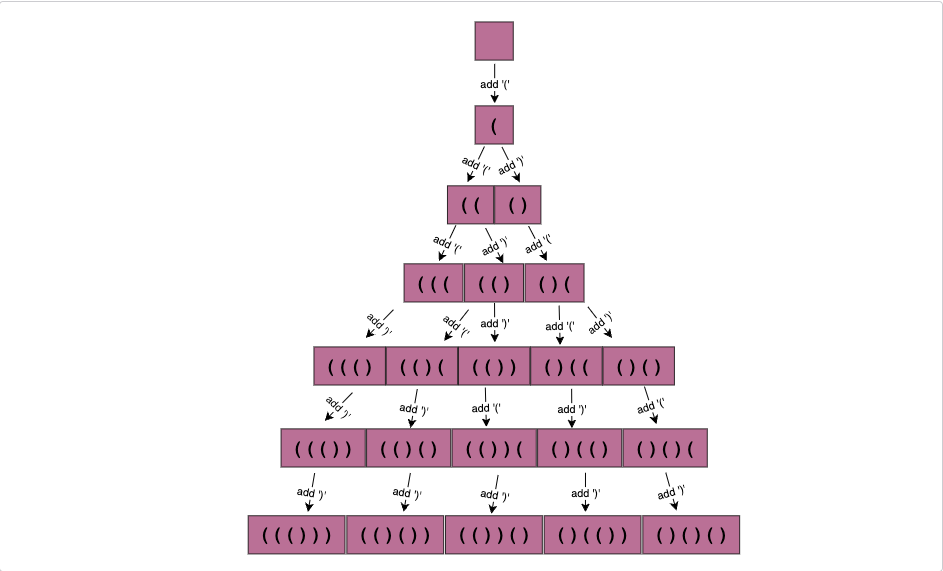 add '('
(
add '(' add ')'
( ( ( )
add '(' add ')' add '('
( ( ( ( ( ) ( ) (
add ')' add '(' add ')' add '(' add ')'
( ( ( ) ( ( ) ( ( ( ) ) ( ) ( ( ( ) ( )
add ')' add ')' add '(' add ')' add '('
( ( ( ) ) ( ( ) ( ) ( ( ) ) ( ( ) ( ( ) ( ) ( ) (
add ')' add ')' add ')' add ')' add ')'
( ( ( ) ) ) ( ( ) ( ) ) ( ( ) ) ( ) ( ) ( ( ) ) ( ) ( ) ( )